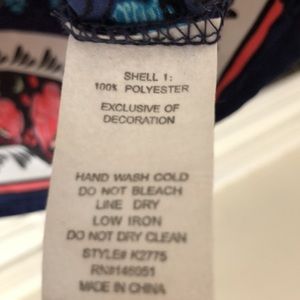 SHELL 1:
100% POLYESTER
EXCLUSIVE OF
DECORATION
HAND WASH COLD
DO NOT BLEACH
LINE DRY
LOW IRON
DO NOT DRY CLEAN
STYLE# K2775
RN#146051
MADE IN CHINA